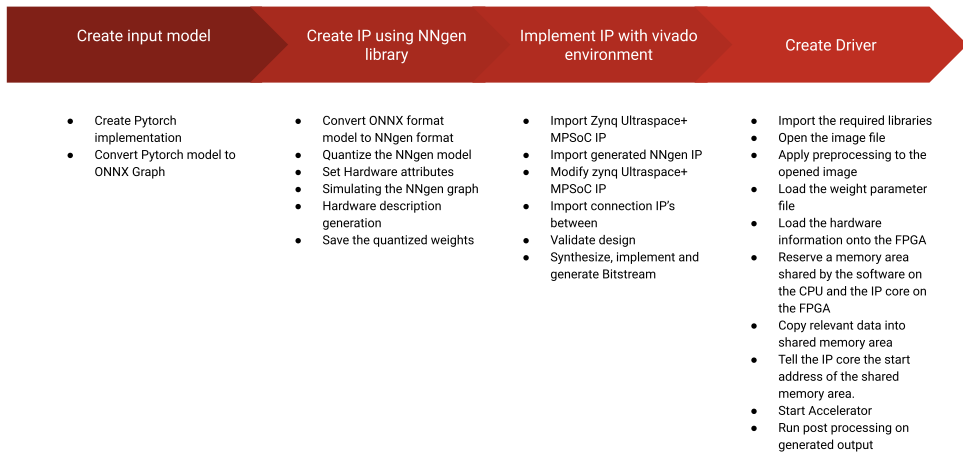 Create input model
Create IP using NNgen
library
Implement IP with vivado
environment
Create Driver
● Create Pytorch
implementation
● Convert Pytorch model to
ONNX Graph
● Convert ONNX format
model to NNgen format
● Quantize the NNgen model
● Set Hardware attributes
● Simulating the NNgen graph
● Hardware description
generation
● Save the quantized weights
● Import Zynq Ultraspace+
MPSoC IP
● Import generated NNgen IP
● Modify zynq Ultraspace+
MPSoC IP
● Import connection IP's
between
● Validate design
● Synthesize, implement and
generate Bitstream
● Import the required libraries
● Open the image file
● Apply preprocessing to the
opened image
● Load the weight parameter
file
● Load the hardware
information onto the FPGA
● Reserve a memory area
shared by the software on
the CPU and the IP core on
the FPGA
● Copy relevant data into
shared memory area
● Tell the IP core the start
address of the shared
memory area.
● Start Accelerator
● Run post processing on
generated output